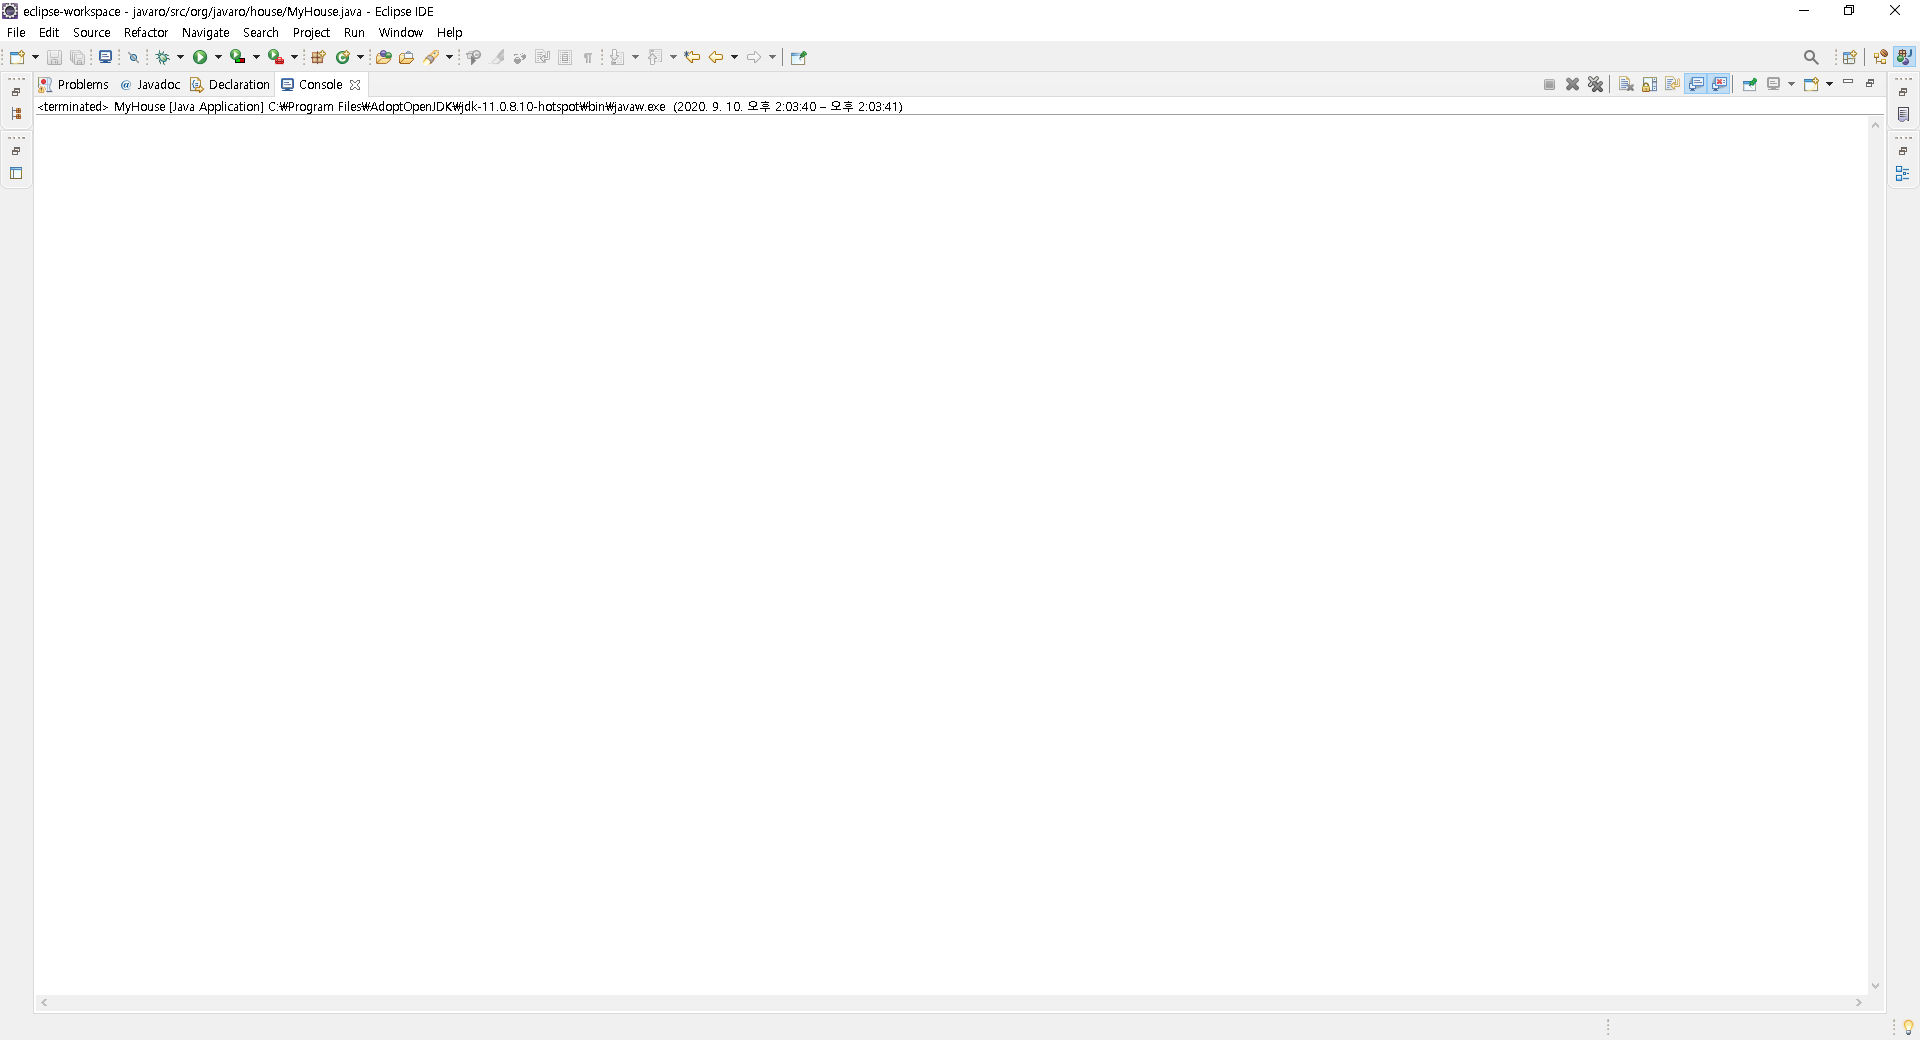 eclipse-workspace - javaro/src/org/javaro/house/MyHouse.java - Eclipse IDE
File Edit Source Refactor Navigate Search Project Run Window Help
Problems @ Javadoc Declaration Console
<terminated> MyHouse [Java Application] C:₩Program Files₩AdoptOpenJDK₩jdk-11.0.8.10-hotspot₩bin₩javaw.exe (2020. 9. 10. 오후 2:03:40 – 오후 2:03:41)